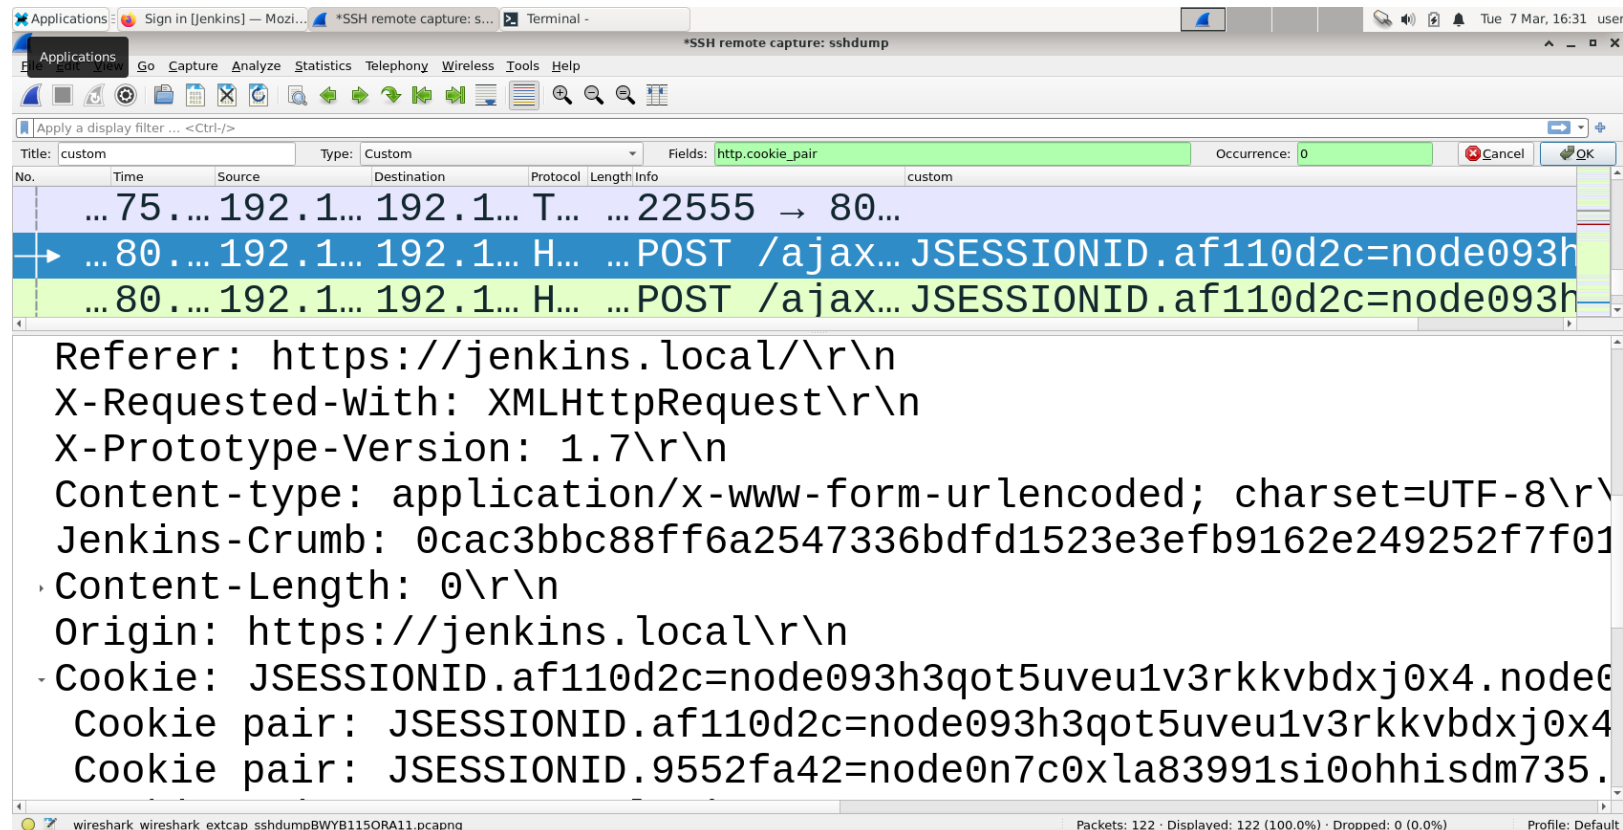 Applications Sign in [Jenkins] — Mozi... *SSH remote capture: s... Terminal - Tue 7 Mar, 16:31 user
*SSH remote capture: sshdump
Applications
File Edit View Go Capture Analyze Statistics Telephony Wireless Tools Help
Apply a display filter ... <Ctrl-/>
Title: custom Type: Custom Fields: http.cookie_pair Occurrence: 0 Cancel OK
No. Time Source Destination Protocol Length Info custom
... 75.... 192.1... 192.1... T... ... 22555 → 80...
... 80.... 192.1... 192.1... H... ... POST /ajax... JSESSIONID.af110d2c=node093h
... 80.... 192.1... 192.1... H... ... POST /ajax... JSESSIONID.af110d2c=node093h
Referer: https://jenkins.local/\r\n
X-Requested-With: XMLHttpRequest\r\n
X-Prototype-Version: 1.7\r\n
Content-type: application/x-www-form-urlencoded; charset=UTF-8\r\
Jenkins-Crumb: 0cac3bbc88ff6a2547336bdfd1523e3efb9162e249252f7f01
Content-Length: 0\r\n
Origin: https://jenkins.local\r\n
Cookie: JSESSIONID.af110d2c=node093h3qot5uveu1v3rkkvbdxj0x4.node0
Cookie pair: JSESSIONID.af110d2c=node093h3qot5uveu1v3rkkvbdxj0x4
Cookie pair: JSESSIONID.9552fa42=node0n7c0xla83991si0ohhisdm735.
wireshark_wireshark_extcap_sshdumpBWYB115ORA11.pcapng Packets: 122 · Displayed: 122 (100.0%) · Dropped: 0 (0.0%) Profile: Default